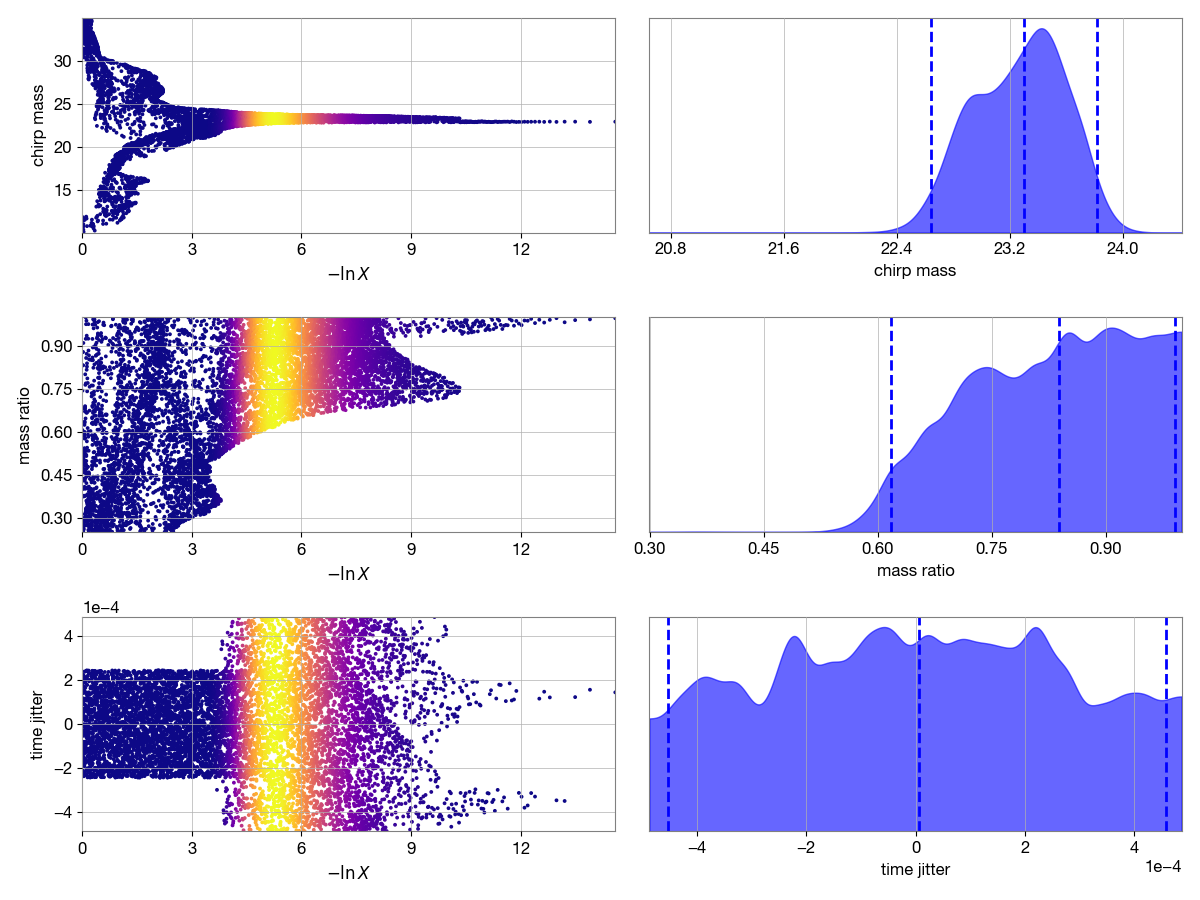 30
25
20
15
chirp mass
0 3 6 9 12
−ln X
20.8 21.6 22.4 23.2 24.0
chirp mass
0.90
0.75
0.60
0.45
0.30
mass ratio
0 3 6 9 12
−ln X
0.30 0.45 0.60 0.75 0.90
mass ratio
1e−4
4
2
0
−2
−4
time jitter
0 3 6 9 12
−ln X
−4 −2 0 2 4
1e−4
time jitter